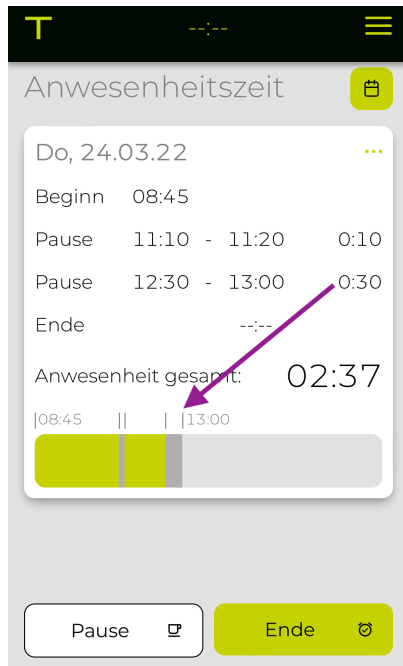 T --:--
Anwesenheitszeit
Do, 24.03.22 ...
Beginn 08:45
Pause 11:10 - 11:20 0:10
Pause 12:30 - 13:00 0:30
Ende --:--
Anwesenheit gesamt: 02:37
|08:45 || | |13:00
Pause
Ende